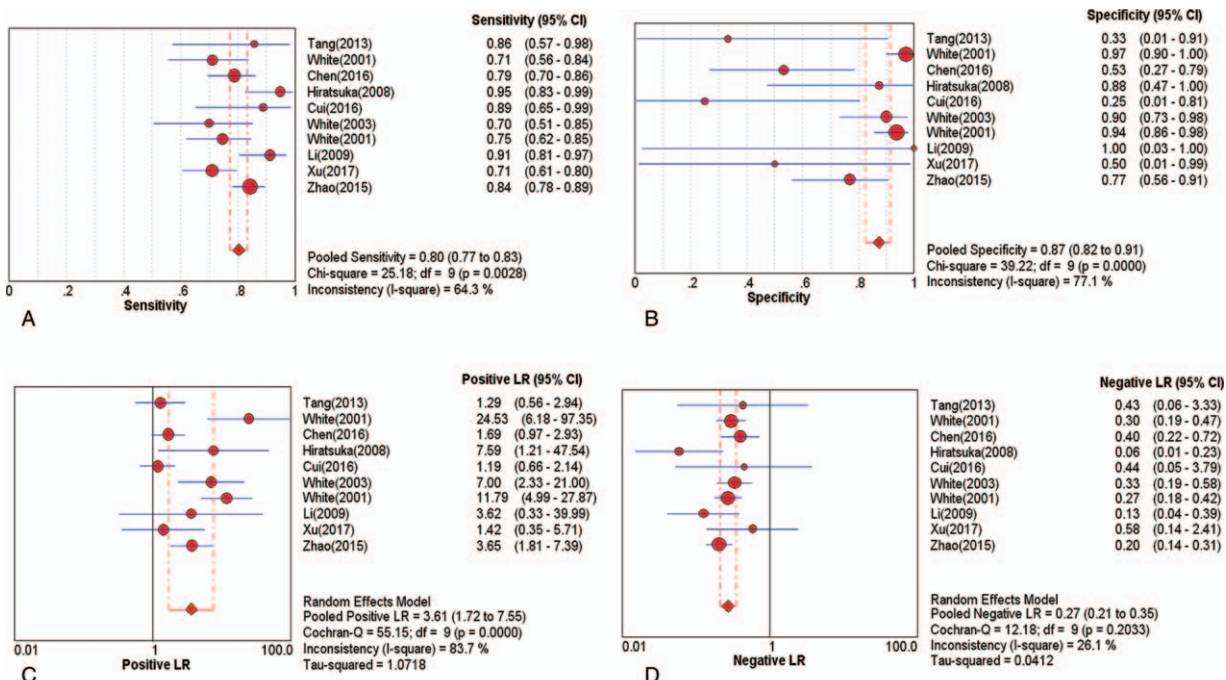 Sensitivity (95% CI)
Tang(2013) 0.86 (0.57 - 0.98)
White(2001) 0.71 (0.56 - 0.84)
Chen(2016) 0.79 (0.70 - 0.86)
Hiratsuka(2008) 0.95 (0.83 - 0.99)
Cui(2016) 0.89 (0.65 - 0.99)
White(2003) 0.70 (0.51 - 0.85)
White(2001) 0.75 (0.62 - 0.85)
Li(2009) 0.91 (0.81 - 0.97)
Xu(2017) 0.71 (0.61 - 0.80)
Zhao(2015) 0.84 (0.78 - 0.89)
Pooled Sensitivity = 0.80 (0.77 to 0.83)
Chi-square = 25.18; df = 9 (p = 0.0028)
Inconsistency (I-square) = 64.3 %
0 .2 .4 .6 .8 1
Sensitivity
A
Specificity (95% CI)
Tang(2013) 0.33 (0.01 - 0.91)
White(2001) 0.97 (0.90 - 1.00)
Chen(2016) 0.53 (0.27 - 0.79)
Hiratsuka(2008) 0.88 (0.47 - 1.00)
Cui(2016) 0.25 (0.01 - 0.81)
White(2003) 0.90 (0.73 - 0.98)
White(2001) 0.94 (0.86 - 0.98)
Li(2009) 1.00 (0.03 - 1.00)
Xu(2017) 0.50 (0.01 - 0.99)
Zhao(2015) 0.77 (0.56 - 0.91)
Pooled Specificity = 0.87 (0.82 to 0.91)
Chi-square = 39.22; df = 9 (p = 0.0000)
Inconsistency (I-square) = 77.1 %
0 .2 .4 .6 .8 1
Specificity
B
Positive LR (95% CI)
Tang(2013) 1.29 (0.56 - 2.94)
White(2001) 24.53 (6.18 - 97.35)
Chen(2016) 1.69 (0.97 - 2.93)
Hiratsuka(2008) 7.59 (1.21 - 47.54)
Cui(2016) 1.19 (0.66 - 2.14)
White(2003) 7.00 (2.33 - 21.00)
White(2001) 11.79 (4.99 - 27.87)
Li(2009) 3.62 (0.33 - 39.99)
Xu(2017) 1.42 (0.35 - 5.71)
Zhao(2015) 3.65 (1.81 - 7.39)
Random Effects Model
Pooled Positive LR = 3.61 (1.72 to 7.55)
Cochran-Q = 55.15; df = 9 (p = 0.0000)
Inconsistency (I-square) = 83.7 %
Tau-squared = 1.0718
0.01 1 100.0
Positive LR
C
Negative LR (95% CI)
Tang(2013) 0.43 (0.06 - 3.33)
White(2001) 0.30 (0.19 - 0.47)
Chen(2016) 0.40 (0.22 - 0.72)
Hiratsuka(2008) 0.06 (0.01 - 0.23)
Cui(2016) 0.44 (0.05 - 3.79)
White(2003) 0.33 (0.19 - 0.58)
White(2001) 0.27 (0.18 - 0.42)
Li(2009) 0.13 (0.04 - 0.39)
Xu(2017) 0.58 (0.14 - 2.41)
Zhao(2015) 0.20 (0.14 - 0.31)
Random Effects Model
Pooled Negative LR = 0.27 (0.21 to 0.35)
Cochran-Q = 12.18; df = 9 (p = 0.2033)
Inconsistency (I-square) = 26.1 %
Tau-squared = 0.0412
0.01 1 100.0
Negative LR
D